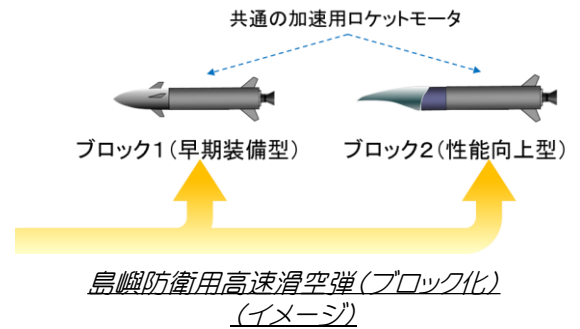 共通の加速用ロケットモータ
ブロック1(早期装備型)
ブロック2(性能向上型)
島嶼防衛用高速滑空弾(ブロック化)
(イメージ)